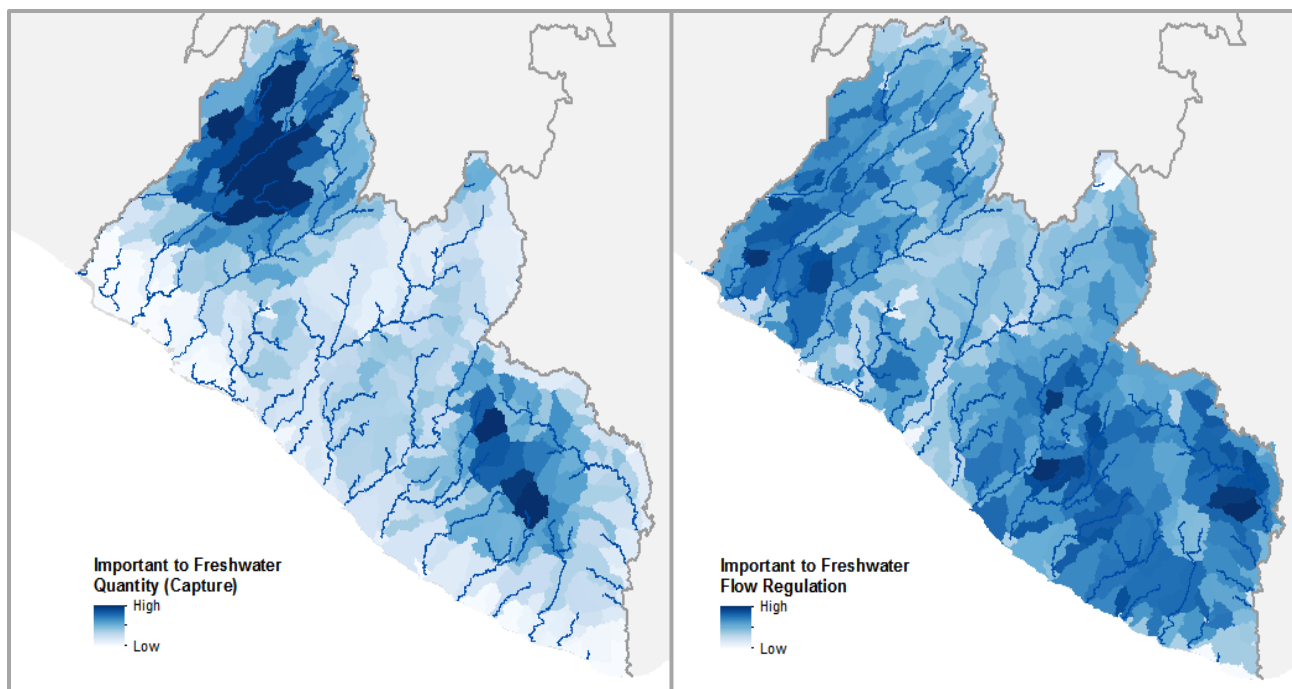 Important to Freshwater
Quantity (Capture)
High
Low
Important to Freshwater
Flow Regulation
High
Low